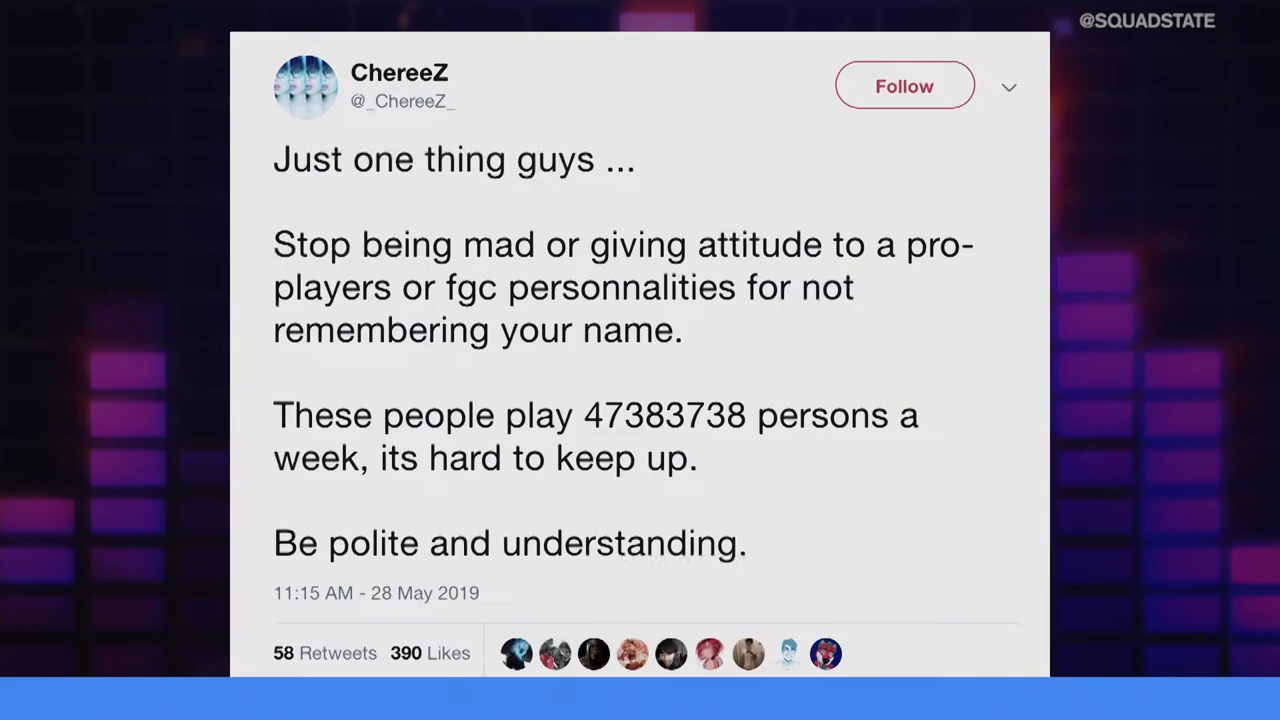 @SQUADSTATE
ChereeZ
@_ChereeZ_
Follow
Just one thing guys ...
Stop being mad or giving attitude to a pro-
players or fgc personnalities for not
remembering your name.
These people play 47383738 persons a
week, its hard to keep up.
Be polite and understanding.
11:15 AM - 28 May 2019
58 Retweets 390 Likes